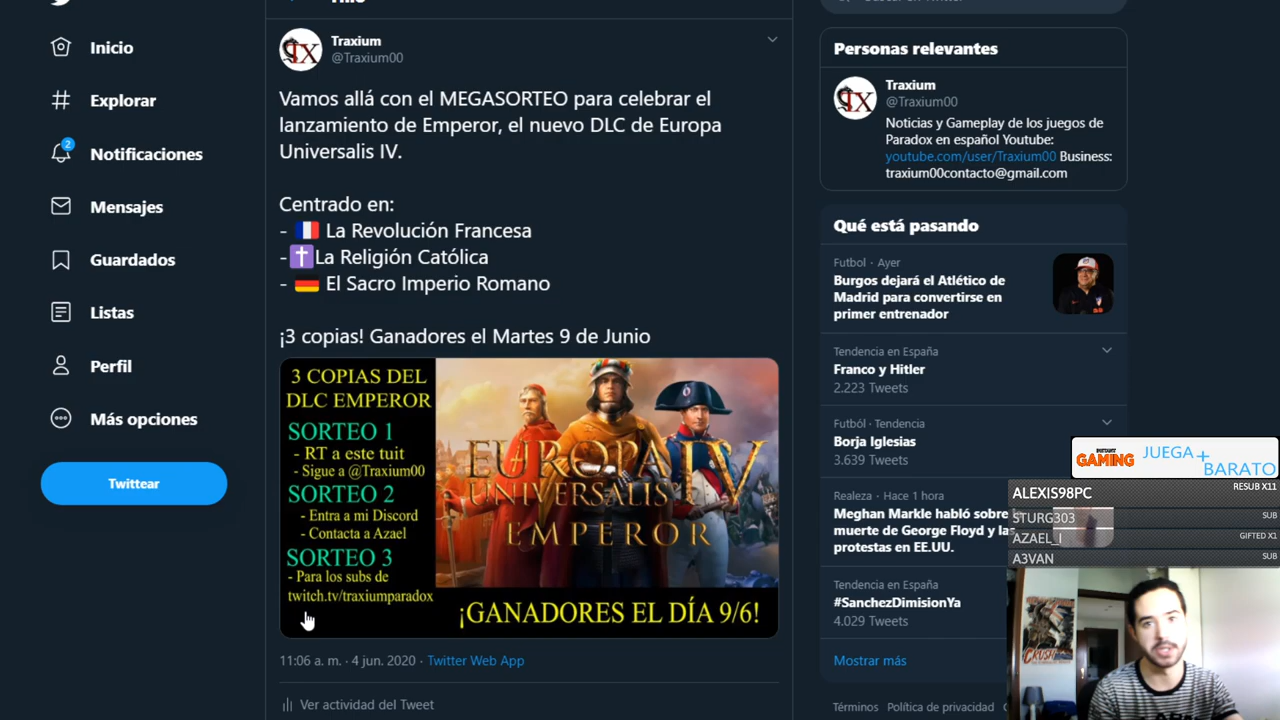 Inicio
Explorar
2
Notificaciones
Mensajes
Guardados
Listas
Perfil
Más opciones
Twittear
Traxium
@Traxium00
Vamos allá con el MEGASORTEO para celebrar el
lanzamiento de Emperor, el nuevo DLC de Europa
Universalis IV.
Centrado en:
- 🇫🇷 La Revolución Francesa
-✝️La Religión Católica
- 🇩🇪 El Sacro Imperio Romano
¡3 copias! Ganadores el Martes 9 de Junio
3 COPIAS DEL
DLC EMPEROR
SORTEO 1
- RT a este tuit
- Sigue a @Traxium00
SORTEO 2
- Entra a mi Discord
- Contacta a Azael
SORTEO 3
- Para los subs de
twitch.tv/traxiumparadox
EUROPA IV
UNIVERSALIS
EMPEROR
¡GANADORES EL DÍA 9/6!
11:06 a. m. · 4 jun. 2020 · Twitter Web App
Ver actividad del Tweet
Personas relevantes
Traxium
@Traxium00
Noticias y Gameplay de los juegos de
Paradox en español Youtube:
youtube.com/user/Traxium00 Business:
traxium00contacto@gmail.com
Qué está pasando
Futbol · Ayer
Burgos dejará el Atlético de
Madrid para convertirse en
primer entrenador
Tendencia en España
Franco y Hitler
2.223 Tweets
Futból · Tendencia
Borja Iglesias
3.639 Tweets
Realeza · Hace 1 hora
Meghan Markle habló sobre
muerte de George Floyd y las
protestas en EE.UU.
Tendencia en España
#SanchezDimisionYa
4.029 Tweets
Mostrar más
Términos Política de privacidad
INSTANT
GAMING
JUEGA+
BARATO
ALEXIS98PC RESUB X11
STURG303 SUB
AZAEL_I GIFTED X1
A3VAN SUB